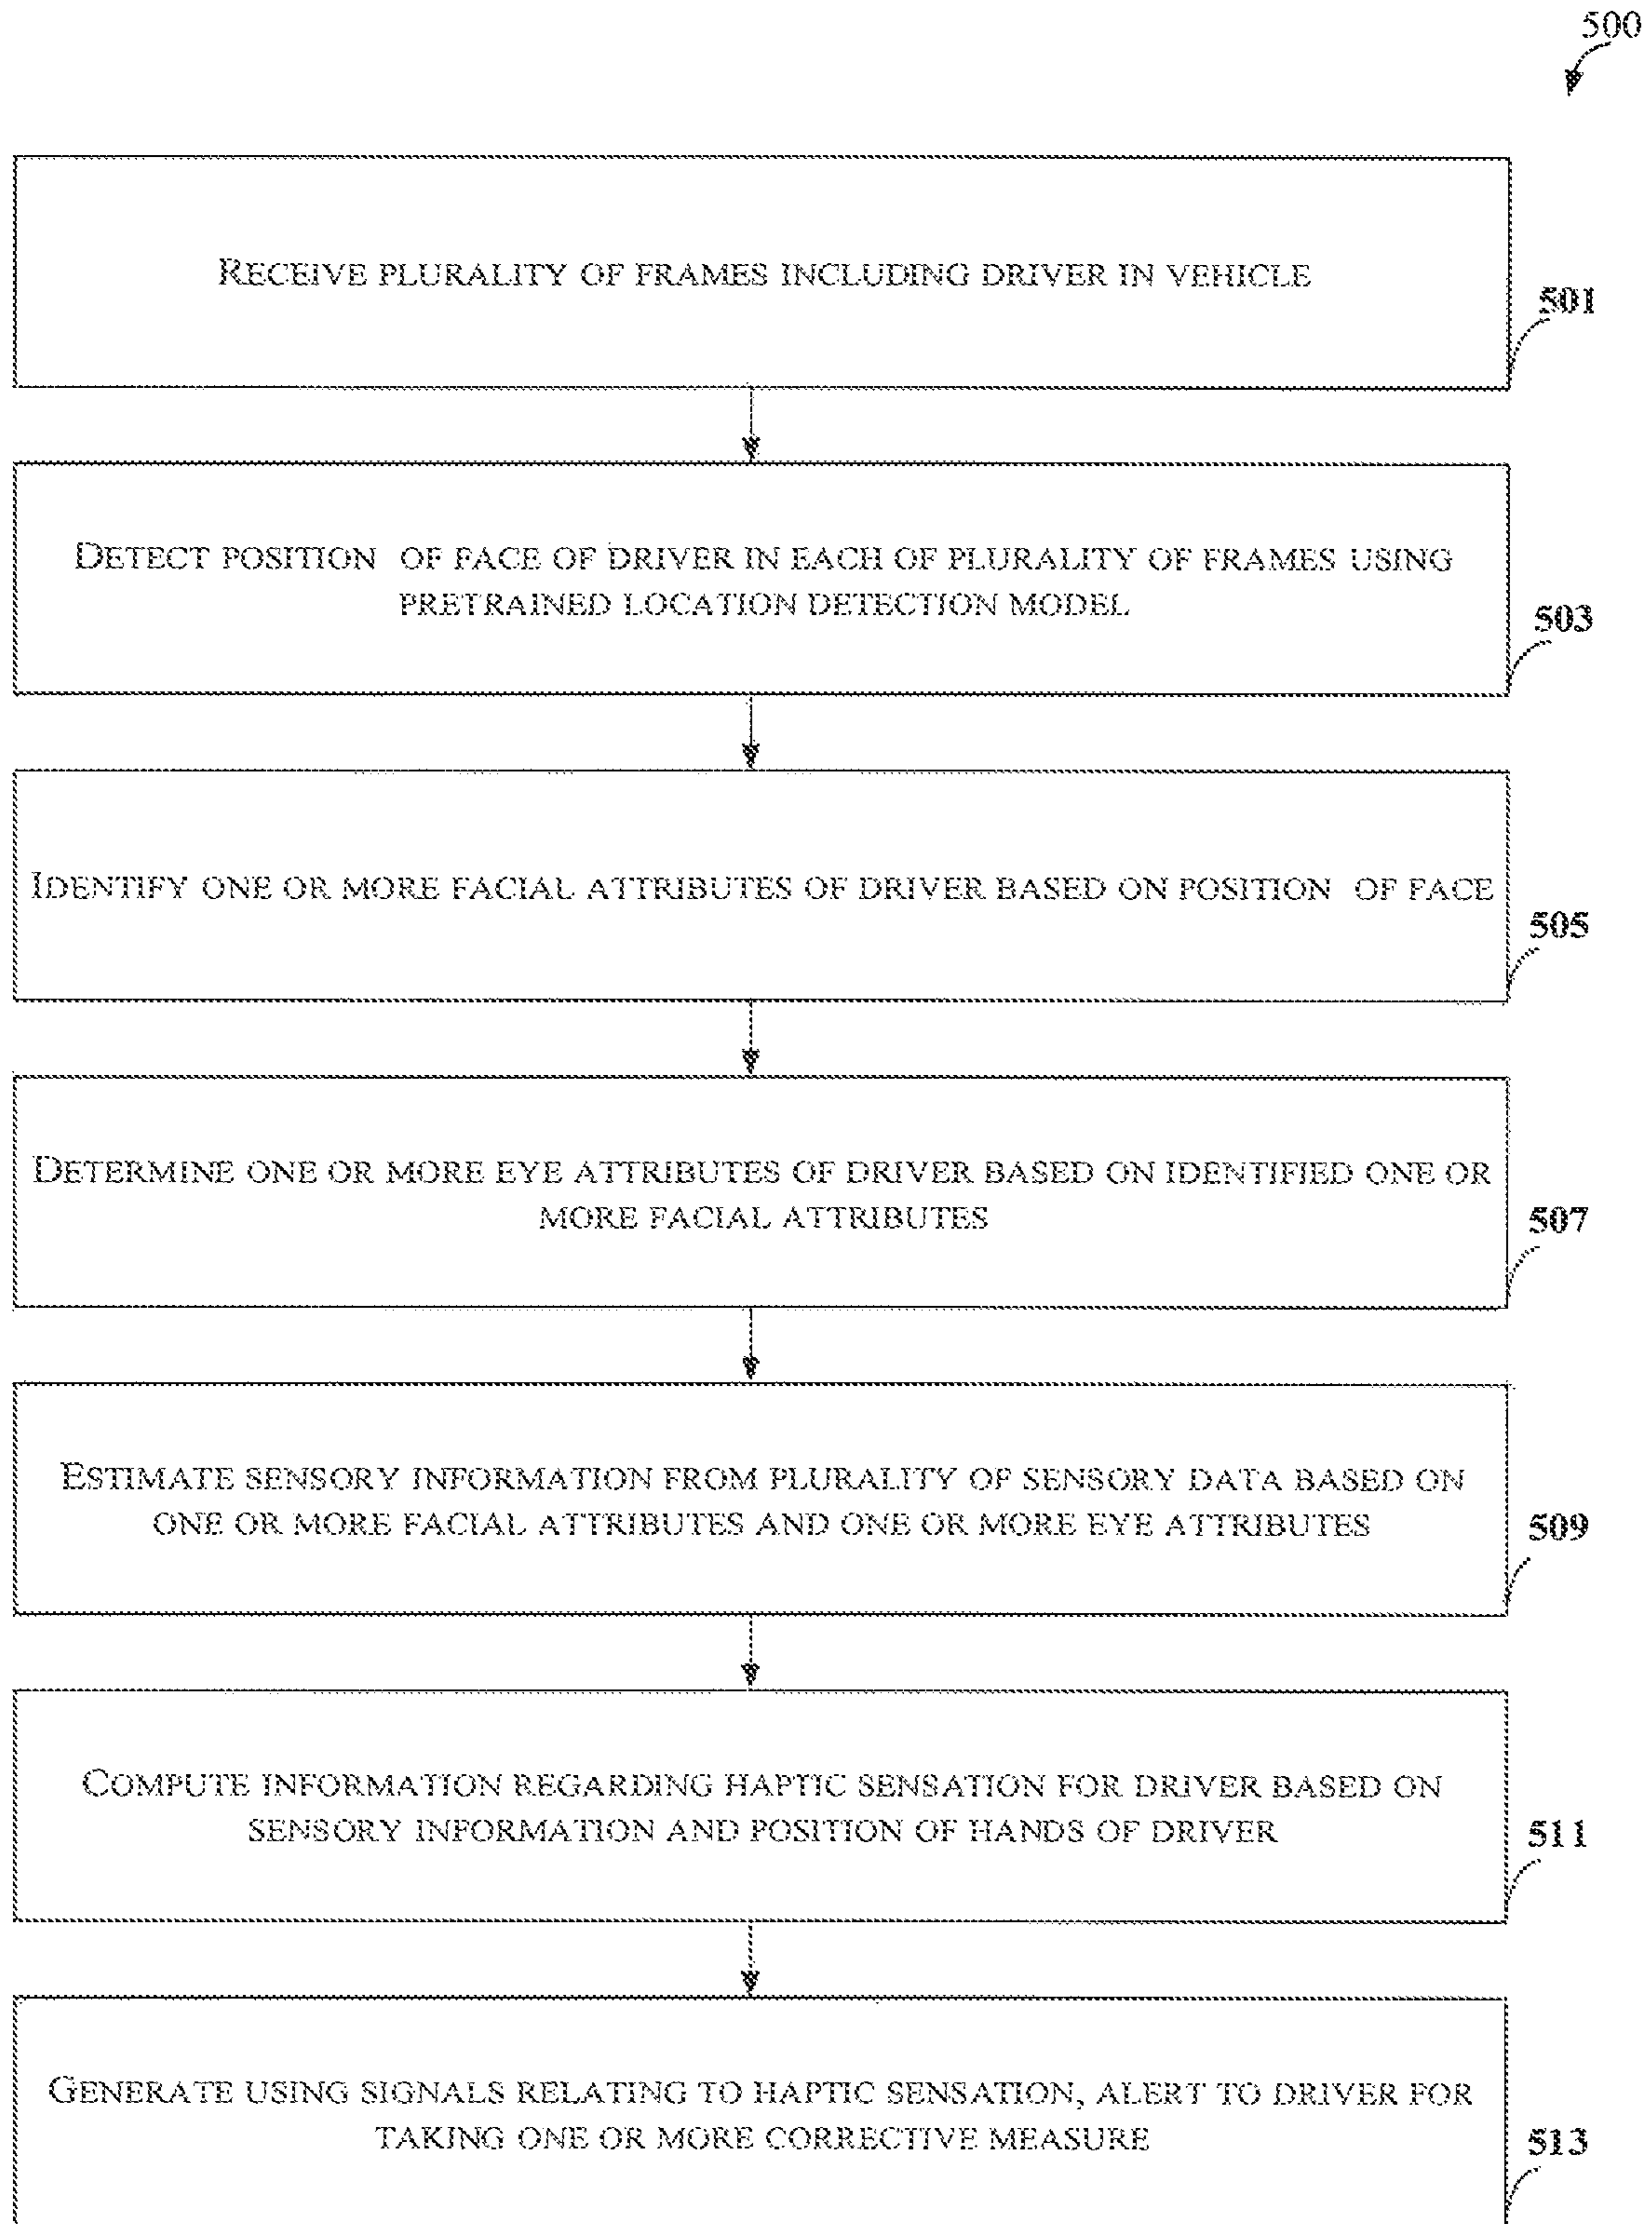 500
RECEIVE PLURALITY OF FRAMES INCLUDING DRIVER IN VEHICLE
501
DETECT POSITION OF FACE OF DRIVER IN EACH OF PLURALITY OF FRAMES USING
PRETRAINED LOCATION DETECTION MODEL
503
IDENTIFY ONE OR MORE FACIAL ATTRIBUTES OF DRIVER BASED ON POSITION OF FACE
505
DETERMINE ONE OR MORE EYE ATTRIBUTES OF DRIVER BASED ON IDENTIFIED ONE OR
MORE FACIAL ATTRIBUTES
507
ESTIMATE SENSORY INFORMATION FROM PLURALITY OF SENSORY DATA BASED ON
ONE OR MORE FACIAL ATTRIBUTES AND ONE OR MORE EYE ATTRIBUTES
509
COMPUTE INFORMATION REGARDING HAPTIC SENSATION FOR DRIVER BASED ON
SENSORY INFORMATION AND POSITION OF HANDS OF DRIVER
511
GENERATE USING SIGNALS RELATING TO HAPTIC SENSATION, ALERT TO DRIVER FOR
TAKING ONE OR MORE CORRECTIVE MEASURE
513